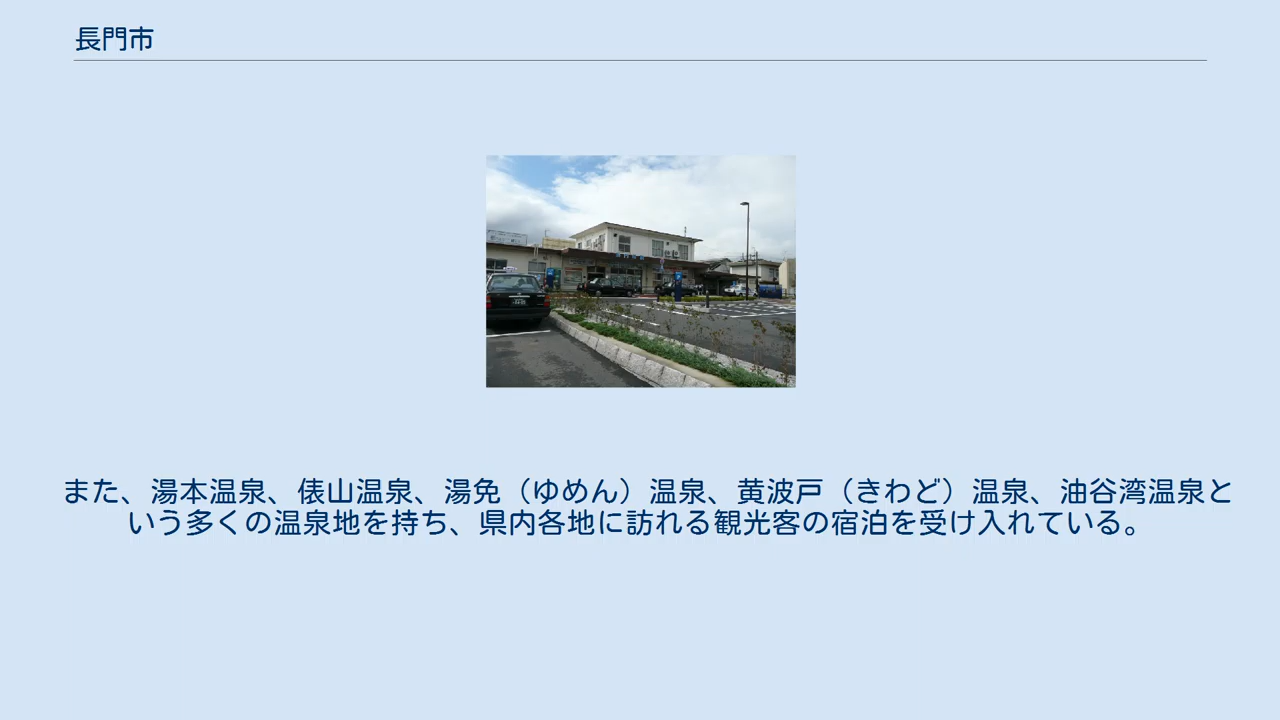 長門市
また、湯本温泉、俵山温泉、湯免（ゆめん）温泉、黄波戸（きわど）温泉、油谷湾温泉と
いう多くの温泉地を持ち、県内各地に訪れる観光客の宿泊を受け入れている。